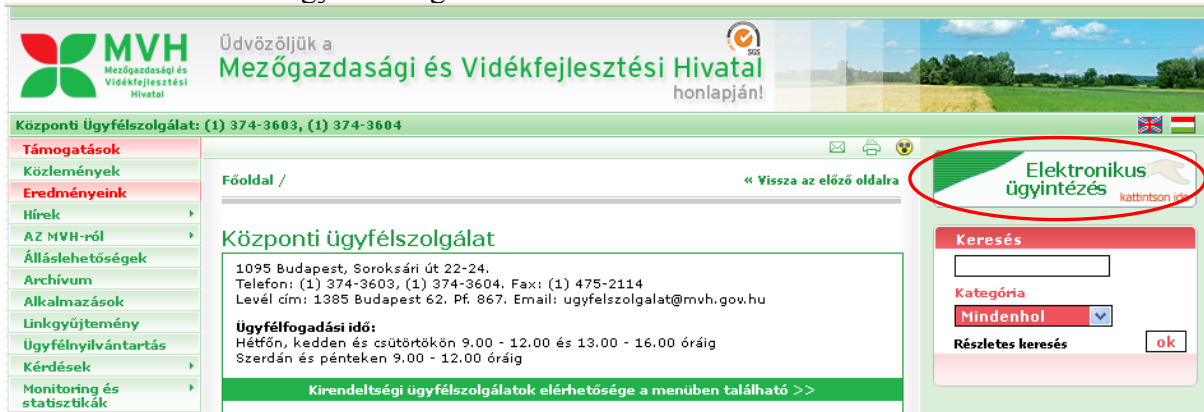 MVH
Mezőgazdasági és
Vidékfejlesztési
Hivatal
Üdvözöljük a
Mezőgazdasági és Vidékfejlesztési Hivatal
honlapján!
SGS
Központi Ügyfélszolgálat: (1) 374-3603, (1) 374-3604
Támogatások
Közlemények
Eredményeink
Hírek
AZ MVH-ról
Álláslehetőségek
Archívum
Alkalmazások
Linkgyűjtemény
Ügyfélnyilvántartás
Kérdések
Monitoring és
statisztikák
Főoldal /
« Vissza az előző oldalra
Központi ügyfélszolgálat
1095 Budapest, Soroksári út 22-24.
Telefon: (1) 374-3603, (1) 374-3604. Fax: (1) 475-2114
Levél cím: 1385 Budapest 62. Pf. 867. Email: ugyfelszolgalat@mvh.gov.hu
Ügyfélfogadási idő:
Hétfőn, kedden és csütörtökön 9.00 - 12.00 és 13.00 - 16.00 óráig
Szerdán és pénteken 9.00 - 12.00 óráig
Kirendeltségi ügyfélszolgálatok elérhetősége a menüben található >>
Elektronikus
ügyintézés
kattintson ide
Keresés
Kategória
Mindenhol
Részletes keresés
ok